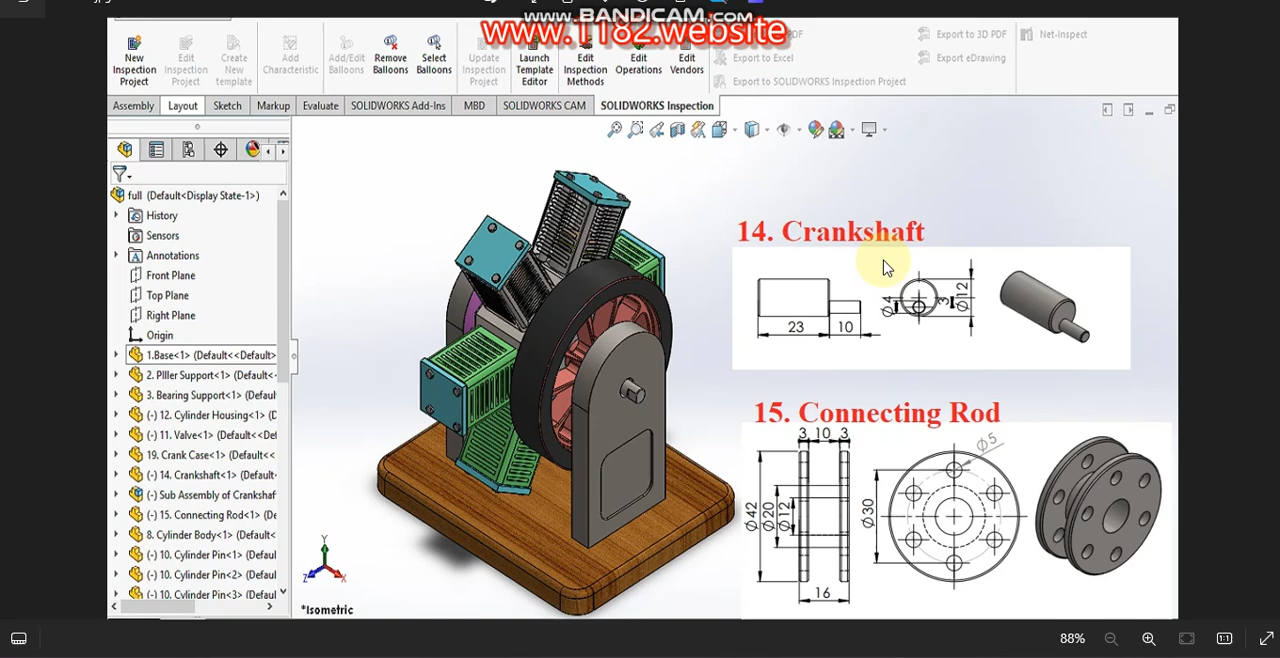 www.BANDICAM.com
www.1182.website
New Inspection Project
Edit Inspection Project
Create New template
Add Characteristic
Add/Edit Balloons
Remove Balloons
Select Balloons
Update Inspection Project
Launch Template Editor
Edit Inspection Methods
Edit Operations
Edit Vendors
PDF
Export to Excel
Export to SOLIDWORKS Inspection Project
Export to 3D PDF
Export eDrawing
Net-Inspect
Assembly
Layout
Sketch
Markup
Evaluate
SOLIDWORKS Add-Ins
MBD
SOLIDWORKS CAM
SOLIDWORKS Inspection
full (Default<Display State-1>)
History
Sensors
Annotations
Front Plane
Top Plane
Right Plane
Origin
1.Base<1> (Default<<Default>
2. PIller Support<1> (Default<
3. Bearing Support<1> (Defaul
(-) 12. Cylinder Housing<1> (D
(-) 11. Valve<1> (Default<<Def
19. Crank Case<1> (Default<<
(-) 14. Crankshaft<1> (Default
(-) Sub Assembly of Crankshaf
(-) 15. Connecting Rod<1> (De
8. Cylinder Body<1> (Default<
(-) 10. Cylinder Pin<1> (Defaul
(-) 10. Cylinder Pin<2> (Defaul
(-) 10. Cylinder Pin<3> (Defaul
Y
Z
X
*Isometric
14. Crankshaft
23
10
Ø4
3
Ø12
15. Connecting Rod
3 10 3
Ø42
Ø20
Ø12
16
Ø30
Ø5
88%
1:1